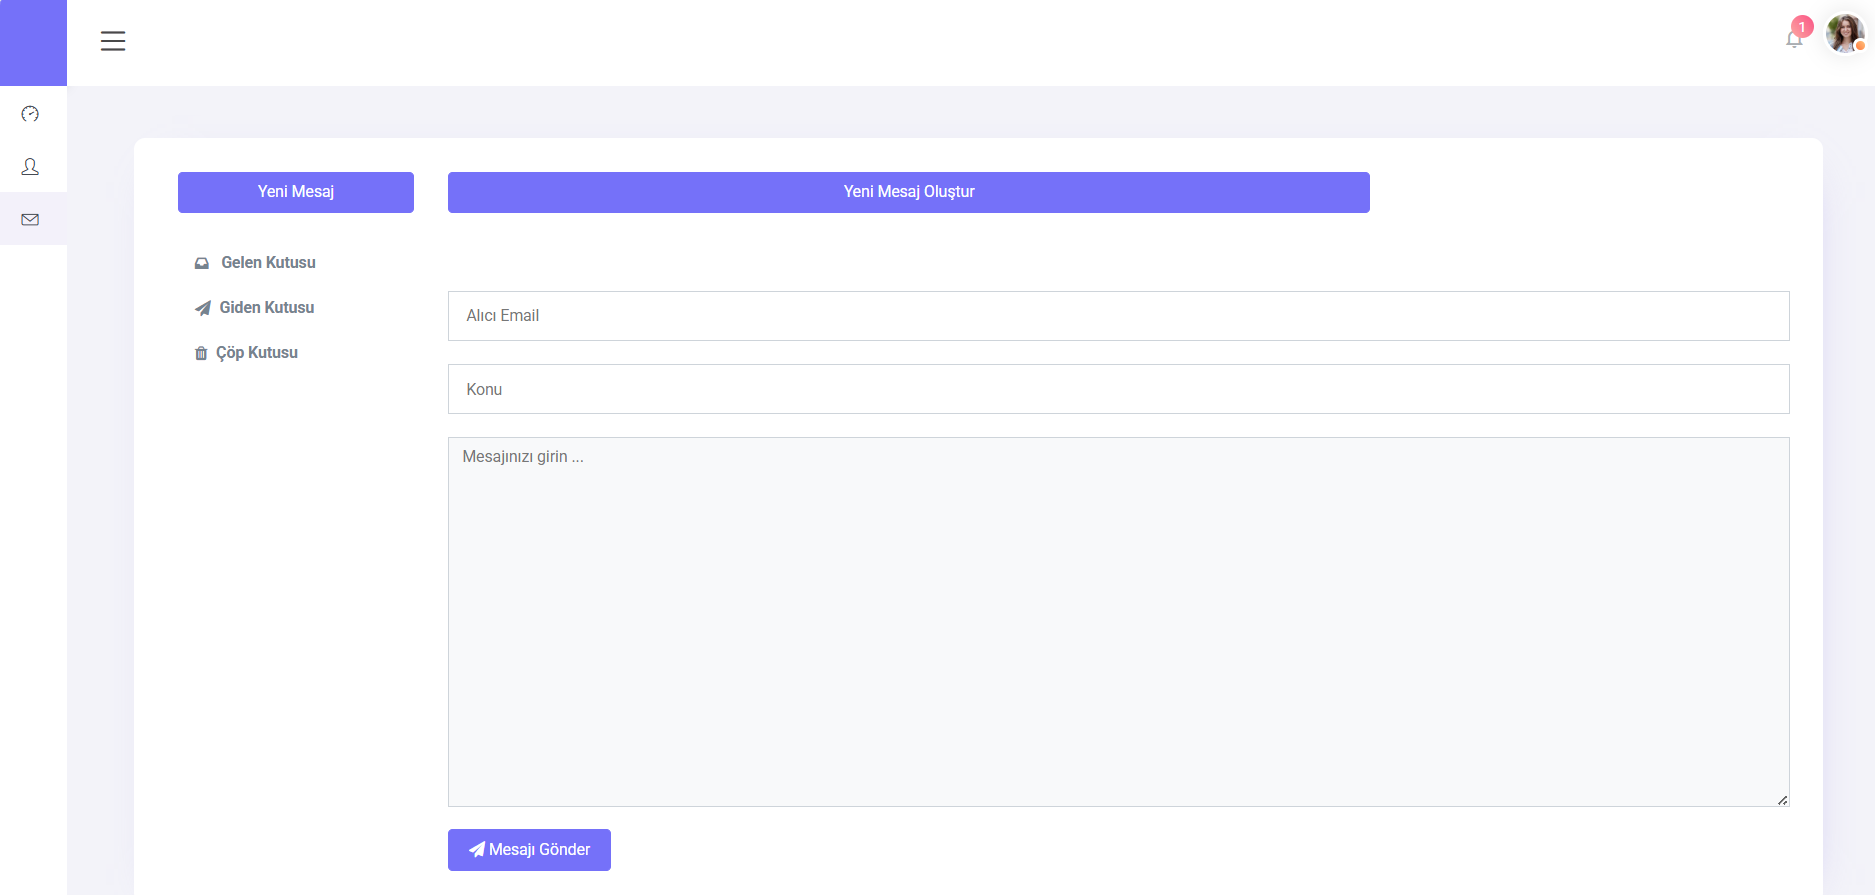 1
Yeni Mesaj
Yeni Mesaj Oluştur
Gelen Kutusu
Giden Kutusu
Çöp Kutusu
Alıcı Email
Konu
Mesajınızı girin ...
Mesajı Gönder